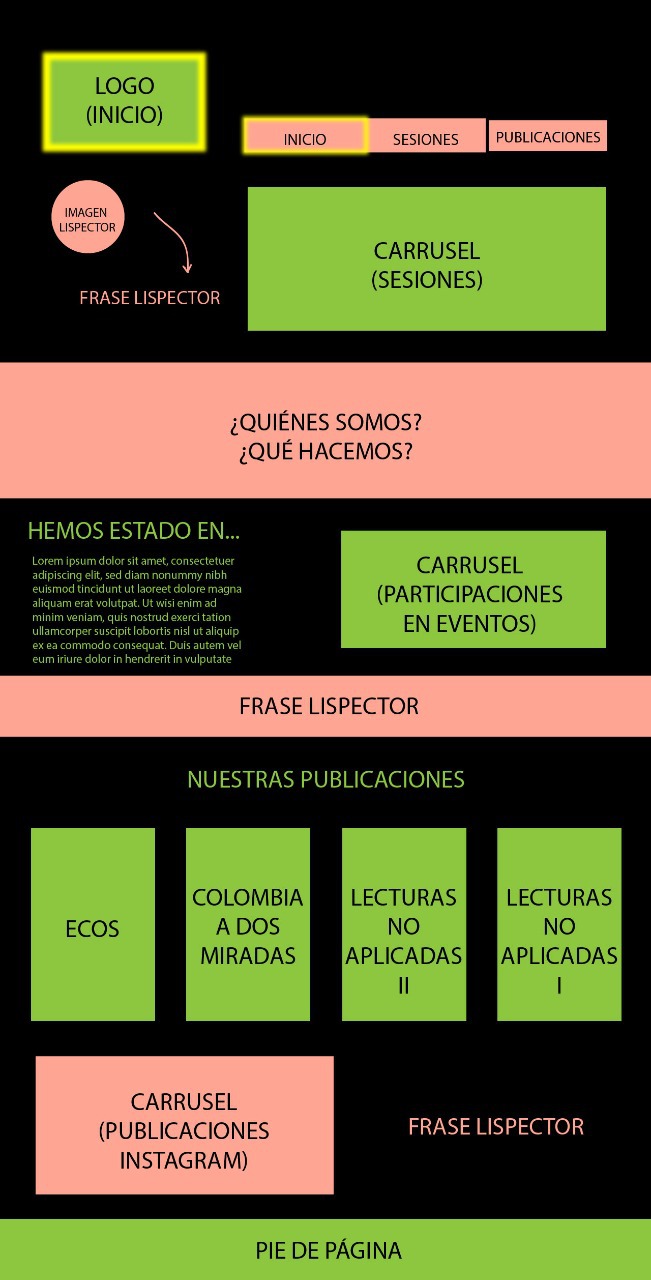 LOGO
(INICIO)
INICIO
SESIONES
PUBLICACIONES
IMAGEN
LISPECTOR
FRASE LISPECTOR
CARRUSEL
(SESIONES)
¿QUIÉNES SOMOS?
¿QUÉ HACEMOS?
HEMOS ESTADO EN...
Lorem ipsum dolor sit amet, consectetuer
adipiscing elit, sed diam nonummy nibh
euismod tincidunt ut laoreet dolore magna
aliquam erat volutpat. Ut wisi enim ad
minim veniam, quis nostrud exerci tation
ullamcorper suscipit lobortis nisl ut aliquip
ex ea commodo consequat. Duis autem vel
eum iriure dolor in hendrerit in vulputate
CARRUSEL
(PARTICIPACIONES
EN EVENTOS)
FRASE LISPECTOR
NUESTRAS PUBLICACIONES
ECOS
COLOMBIA
A DOS
MIRADAS
LECTURAS
NO
APLICADAS
II
LECTURAS
NO
APLICADAS
I
CARRUSEL
(PUBLICACIONES
INSTAGRAM)
FRASE LISPECTOR
PIE DE PÁGINA